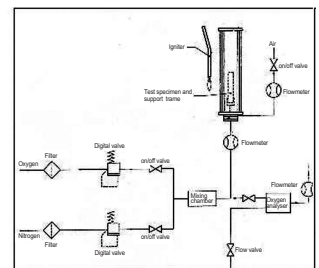 Igniter
Air
on/off valve
Test specimen and
support trame
Flowmeter
Flowmeter
Digital valve
Filter
on/off valve
Oxygen
Mixing
chamber
Flowmeter
Oxygen
analyser
Nitrogen
Filter
on/off valve
Digital valve
Flow valve